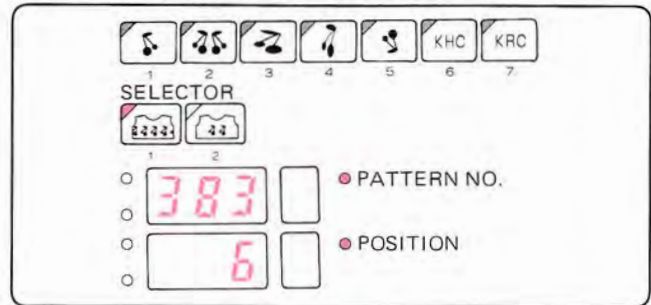 KHC KRC
1 2 3 4 5 6 7
SELECTOR
1 2
383 PATTERN NO.
6 POSITION